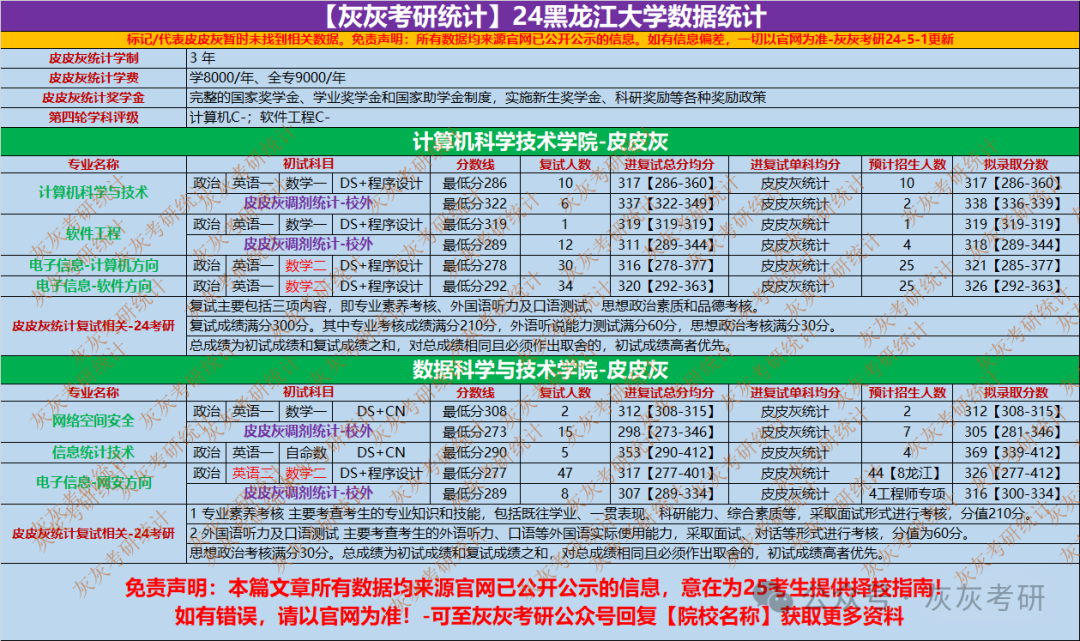 【灰灰考研统计】24黑龙江大学数据统计
标记/代表皮皮灰暂时未找到相关数据。免责声明：所有数据均来源官网已公开公示的信息。如有信息偏差，一切以官网为准-灰灰考研24-5-1更新
皮皮灰统计学制 3 年
皮皮灰统计学费 学8000/年、全专9000/年
皮皮灰统计奖学金 完整的国家奖学金、学业奖学金和国家助学金制度，实施新生奖学金、科研奖励等各种奖励政策
第四轮学科评级 计算机C-；软件工程C-
计算机科学技术学院-皮皮灰
专业名称 初试科目 分数线 复试人数 进复试总分均分 进复试单科均分 预计招生人数 拟录取分数
计算机科学与技术 政治 英语一 数学一 DS+程序设计 最低分286 10 317【286-360】 皮皮灰统计 10 317【286-360】
皮皮灰调剂统计-校外 最低分322 6 337【322-349】 皮皮灰统计 2 338【336-339】
软件工程 政治 英语一 数学一 DS+程序设计 最低分319 1 319【319-319】 皮皮灰统计 1 319【319-319】
皮皮灰调剂统计-校外 最低分289 12 311【289-344】 皮皮灰统计 4 318【289-344】
电子信息-计算机方向 政治 英语一 数学二 DS+程序设计 最低分278 30 316【278-377】 皮皮灰统计 25 321【285-377】
电子信息-软件方向 政治 英语一 数学二 DS+程序设计 最低分292 34 320【292-363】 皮皮灰统计 25 326【292-363】
皮皮灰统计复试相关-24考研 复试主要包括三项内容，即专业素养考核、外国语听力及口语测试、思想政治素质和品德考核。
复试成绩满分300分。其中专业考核成绩满分210分，外语听说能力测试满分60分，思想政治考核满分30分。
总成绩为初试成绩和复试成绩之和，对总成绩相同且必须作出取舍的，初试成绩高者优先。
数据科学与技术学院-皮皮灰
专业名称 初试科目 分数线 复试人数 进复试总分均分 进复试单科均分 预计招生人数 拟录取分数
网络空间安全 政治 英语一 数学一 DS+CN 最低分308 2 312【308-315】 皮皮灰统计 2 312【308-315】
皮皮灰调剂统计-校外 最低分273 15 298【273-346】 皮皮灰统计 7 305【281-346】
信息统计技术 政治 英语一 自命数 DS+CN 最低分290 5 353【290-412】 皮皮灰统计 4 369【339-412】
电子信息-网安方向 政治 英语二 数学二 DS+程序设计 最低分277 47 317【277-401】 皮皮灰统计 44【8龙江】 326【277-412】
皮皮灰调剂统计-校外 最低分289 8 307【289-334】 皮皮灰统计 4工程师专项 316【300-334】
皮皮灰统计复试相关-24考研 1 专业素养考核 主要考查考生的专业知识和技能，包括既往学业、一贯表现、科研能力、综合素质等，采取面试形式进行考核，分值210分。
2 外国语听力及口语测试 主要考查考生的外语听力、口语等外国语实际使用能力，采取面试、对话等形式进行考核，分值为60分。
思想政治考核满分30分。总成绩为初试成绩和复试成绩之和，对总成绩相同且必须作出取舍的，初试成绩高者优先。
免责声明：本篇文章所有数据均来源官网已公开公示的信息，意在为25考生提供择校指南！
如有错误，请以官网为准！-可至灰灰考研公众号回复【院校名称】获取更多资料
公众号 灰灰考研